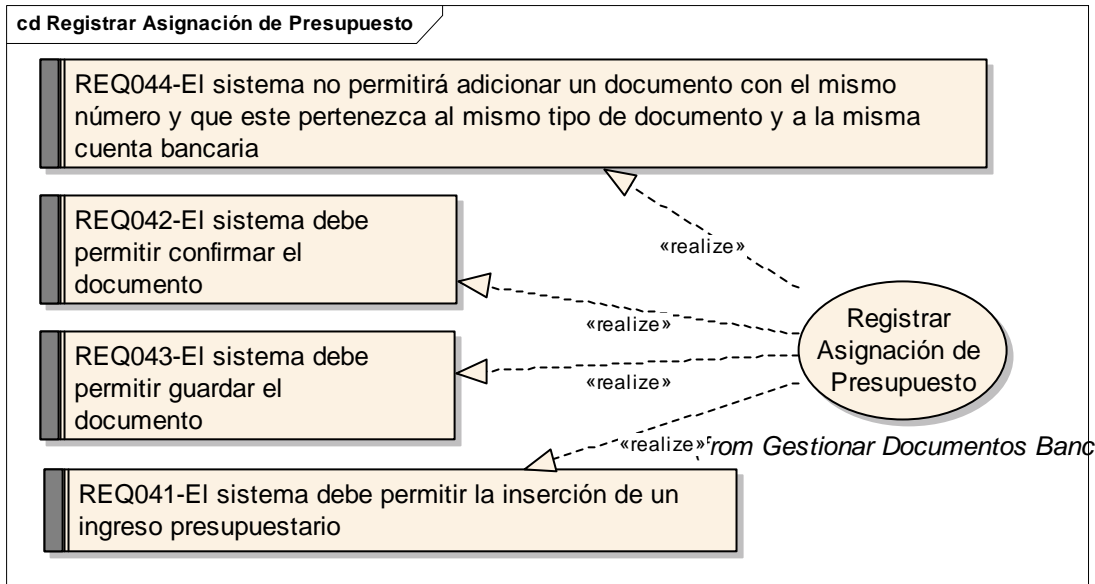 cd Registrar Asignación de Presupuesto
REQ044-El sistema no permitirá adicionar un documento con el mismo
número y que este pertenezca al mismo tipo de documento y a la misma
cuenta bancaria
REQ042-El sistema debe
permitir confirmar el
documento
REQ043-El sistema debe
permitir guardar el
documento
REQ041-El sistema debe permitir la inserción de un
ingreso presupuestario
«realize»
«realize»
«realize»
«realize»
Registrar
Asignación de
Presupuesto
from Gestionar Documentos Banc